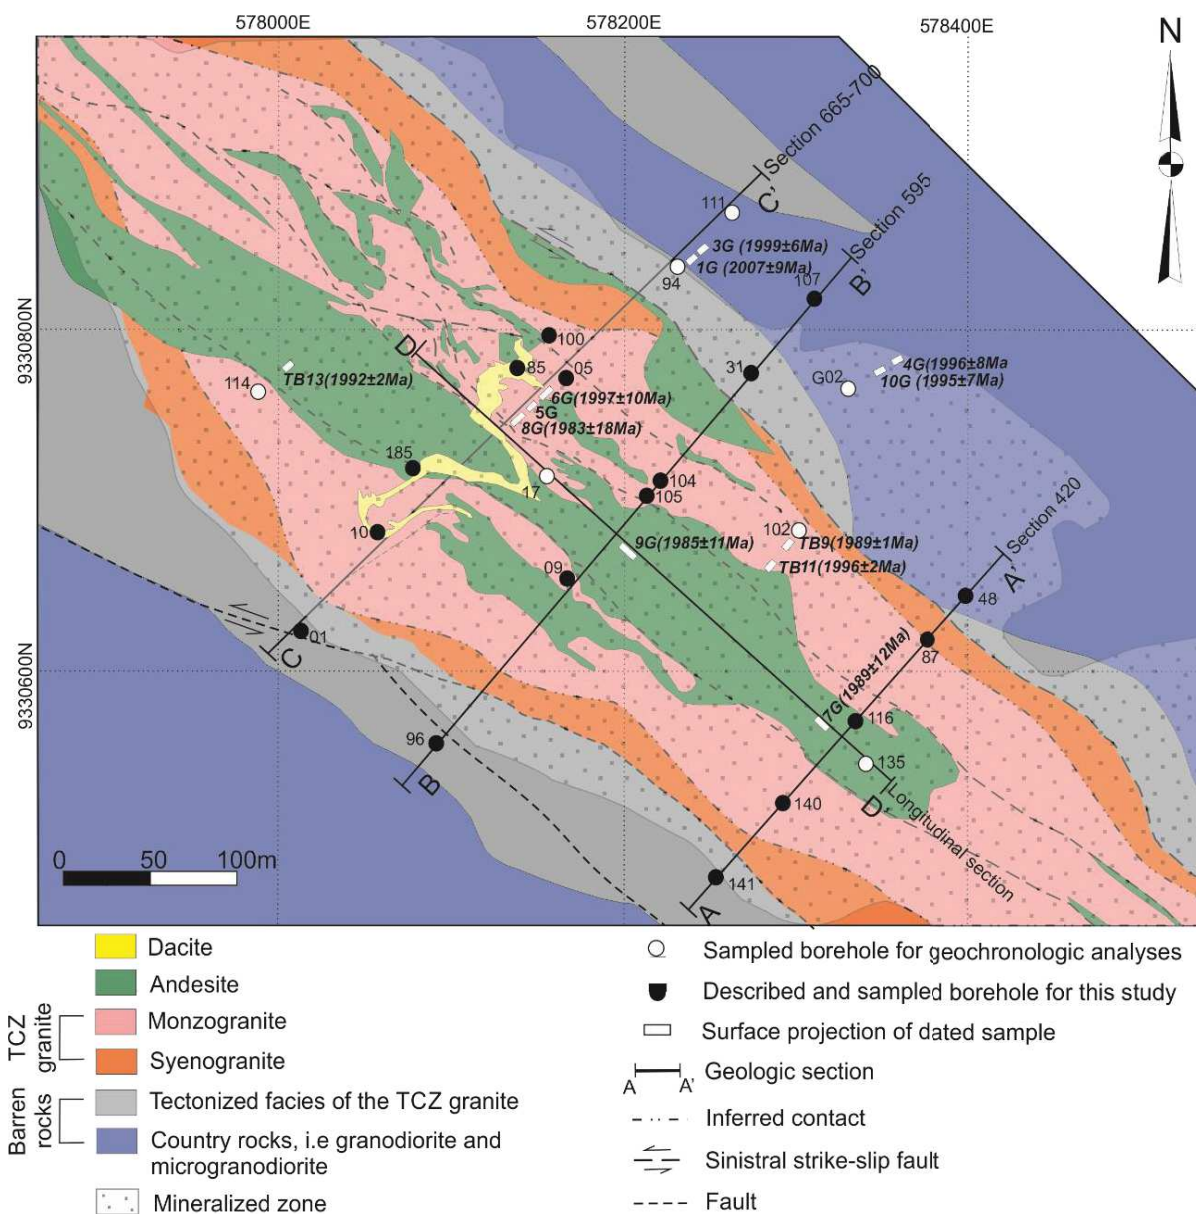 578000E
578200E
578400E
N
Section 665-700
C'
111
3G (1999±6Ma)
1G (2007±9Ma)
94
Section 595
B'
107
9330800N
100
D
85
05
31
4G(1996±8Ma)
10G (1995±7Ma)
G02
TB13(1992±2Ma)
114
6G(1997±10Ma)
5G
8G(1983±18Ma)
185
17
104
105
10
102
TB9(1989±1Ma)
9G(1985±11Ma)
TB11(1996±2Ma)
Section 420
A'
09
48
01
C
87
9330600N
7G(1989±12Ma)
116
96
135
B
D'
Longitudinal section
140
141
A
0 50 100m
Dacite
Andesite
TCZ granite
Monzogranite
Syenogranite
Barren rocks
Tectonized facies of the TCZ granite
Country rocks, i.e granodiorite and
microgranodiorite
Mineralized zone
Sampled borehole for geochronologic analyses
Described and sampled borehole for this study
Surface projection of dated sample
A A' Geologic section
Inferred contact
Sinistral strike-slip fault
Fault